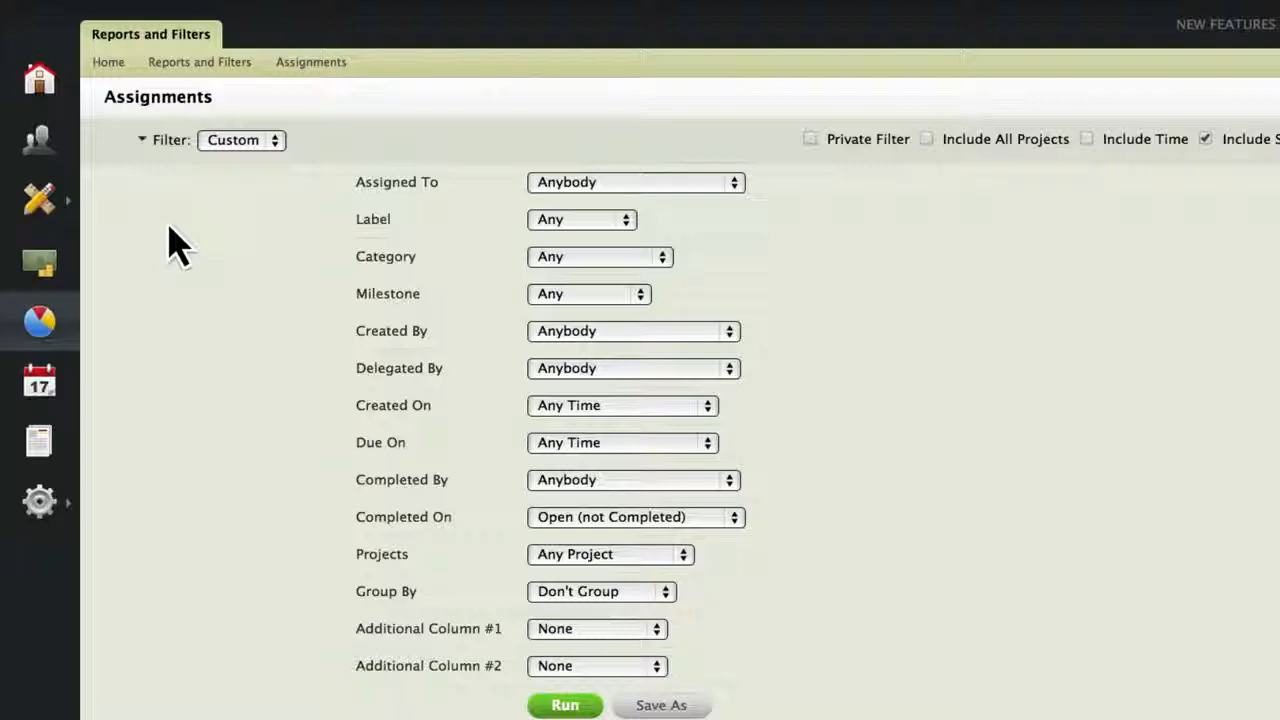 NEW FEATURES
Reports and Filters
Home Reports and Filters Assignments
Assignments
Filter: Custom Private Filter Include All Projects Include Time Include S
Assigned To Anybody
Label Any
Category Any
Milestone Any
Created By Anybody
Delegated By Anybody
Created On Any Time
Due On Any Time
Completed By Anybody
Completed On Open (not Completed)
Projects Any Project
Group By Don't Group
Additional Column #1 None
Additional Column #2 None
Run Save As
17